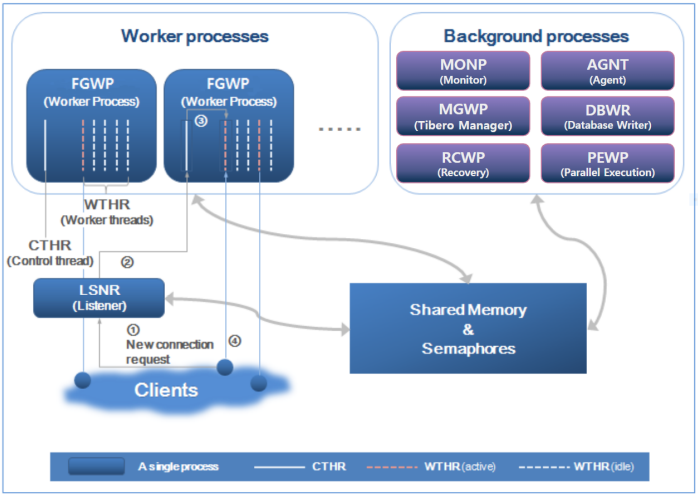 Worker processes
Background processes
FGWP
(Worker Process)
FGWP
(Worker Process)
③
.....
MONP
(Monitor)
AGNT
(Agent)
MGWP
(Tibero Manager)
DBWR
(Database Writer)
RCWP
(Recovery)
PEWP
(Parallel Execution)
WTHR
(Worker threads)
CTHR
(Control thread)
②
LSNR
(Listener)
①
New connection
request
④
Shared Memory
&
Semaphores
Clients
A single process
CTHR
WTHR(active)
WTHR(idle)